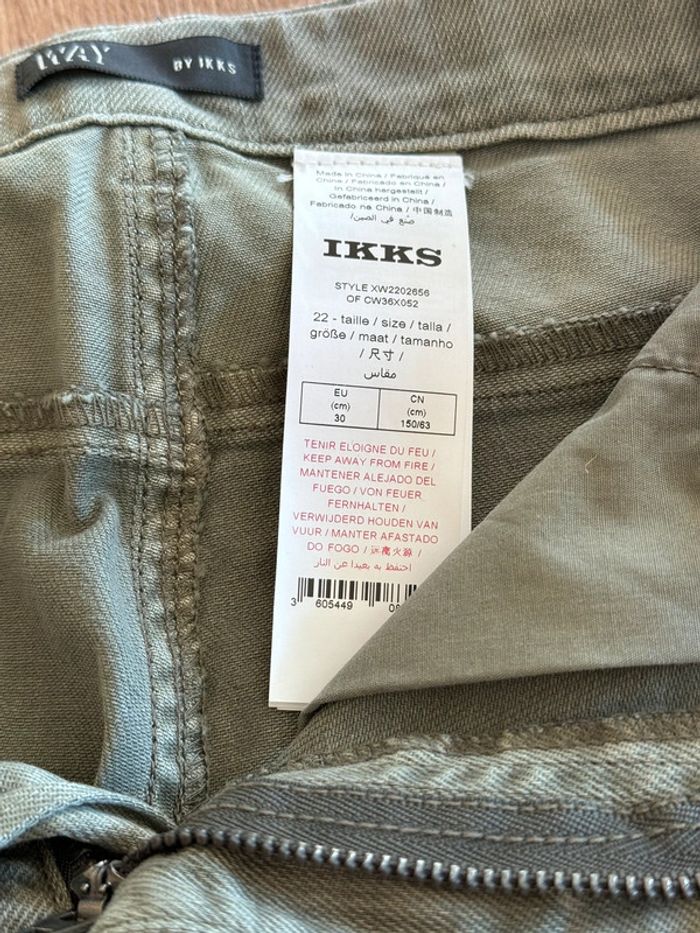 I.WAY BY IKKS
Made in China / Fabriqué en
Chine / Fabricado en China /
in China hergestellt /
Gefabriceerd in China /
Fabricado na China / 中国制造
صنع في الصين/
IKKS
STYLE XW2202656
OF CW36X052
22 - taille / size / talla /
größe / maat / tamanho
/ 尺寸 /
مقاس
EU CN
(cm) (cm)
30 150/63
TENIR ELOIGNE DU FEU /
KEEP AWAY FROM FIRE /
MANTENER ALEJADO DEL
FUEGO / VON FEUER
FERNHALTEN /
VERWIJDERD HOUDEN VAN
VUUR / MANTER AFASTADO
DO FOGO / 远离火源 /
احتفظ به بعيدا عن النار
3 605449